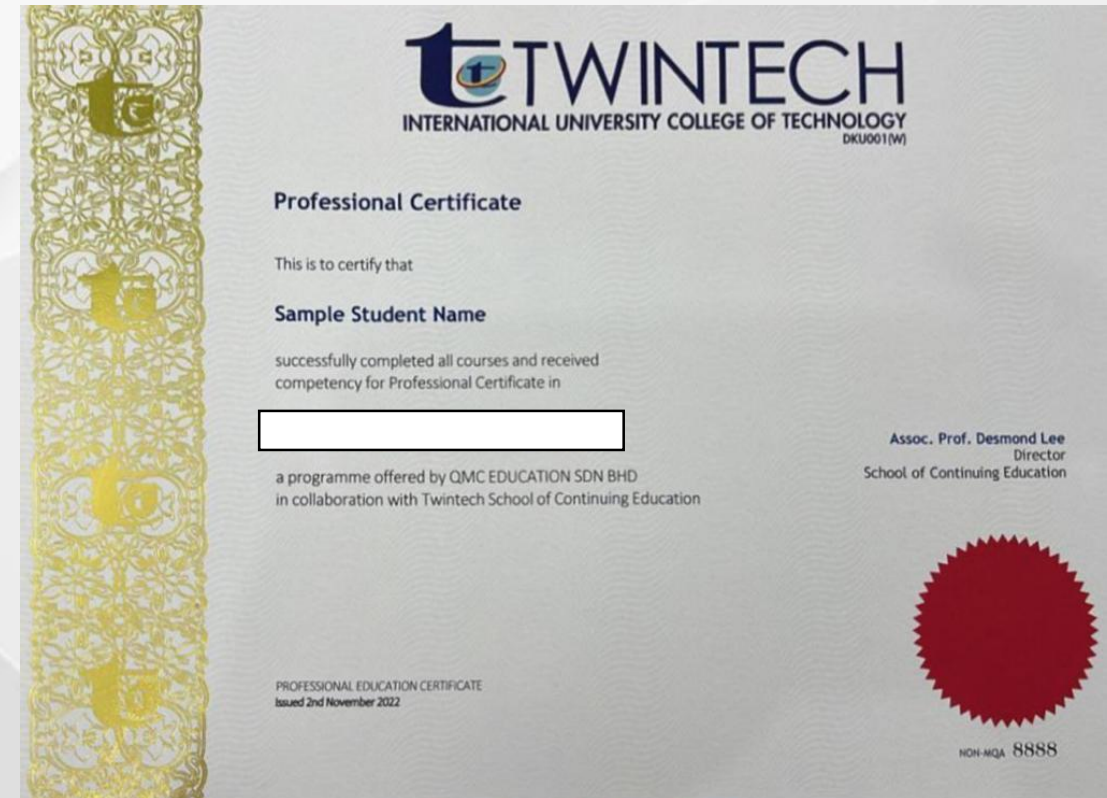 TWINTECH
INTERNATIONAL UNIVERSITY COLLEGE OF TECHNOLOGY
DKU001(W)
Professional Certificate
This is to certify that
Sample Student Name
successfully completed all courses and received
competency for Professional Certificate in
a programme offered by QMC EDUCATION SDN BHD
in collaboration with Twintech School of Continuing Education
Assoc. Prof. Desmond Lee
Director
School of Continuing Education
PROFESSIONAL EDUCATION CERTIFICATE
Issued 2nd November 2022
NON-MQA 8888